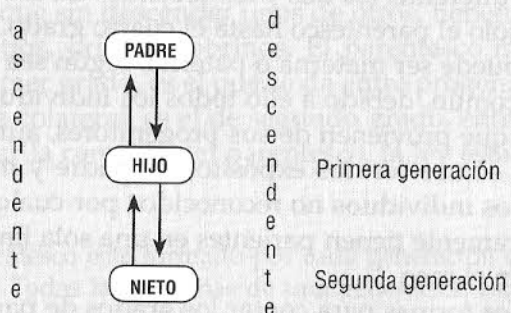 ascendente
descendente
PADRE
HIJO
Primera generación
NIETO
Segunda generación